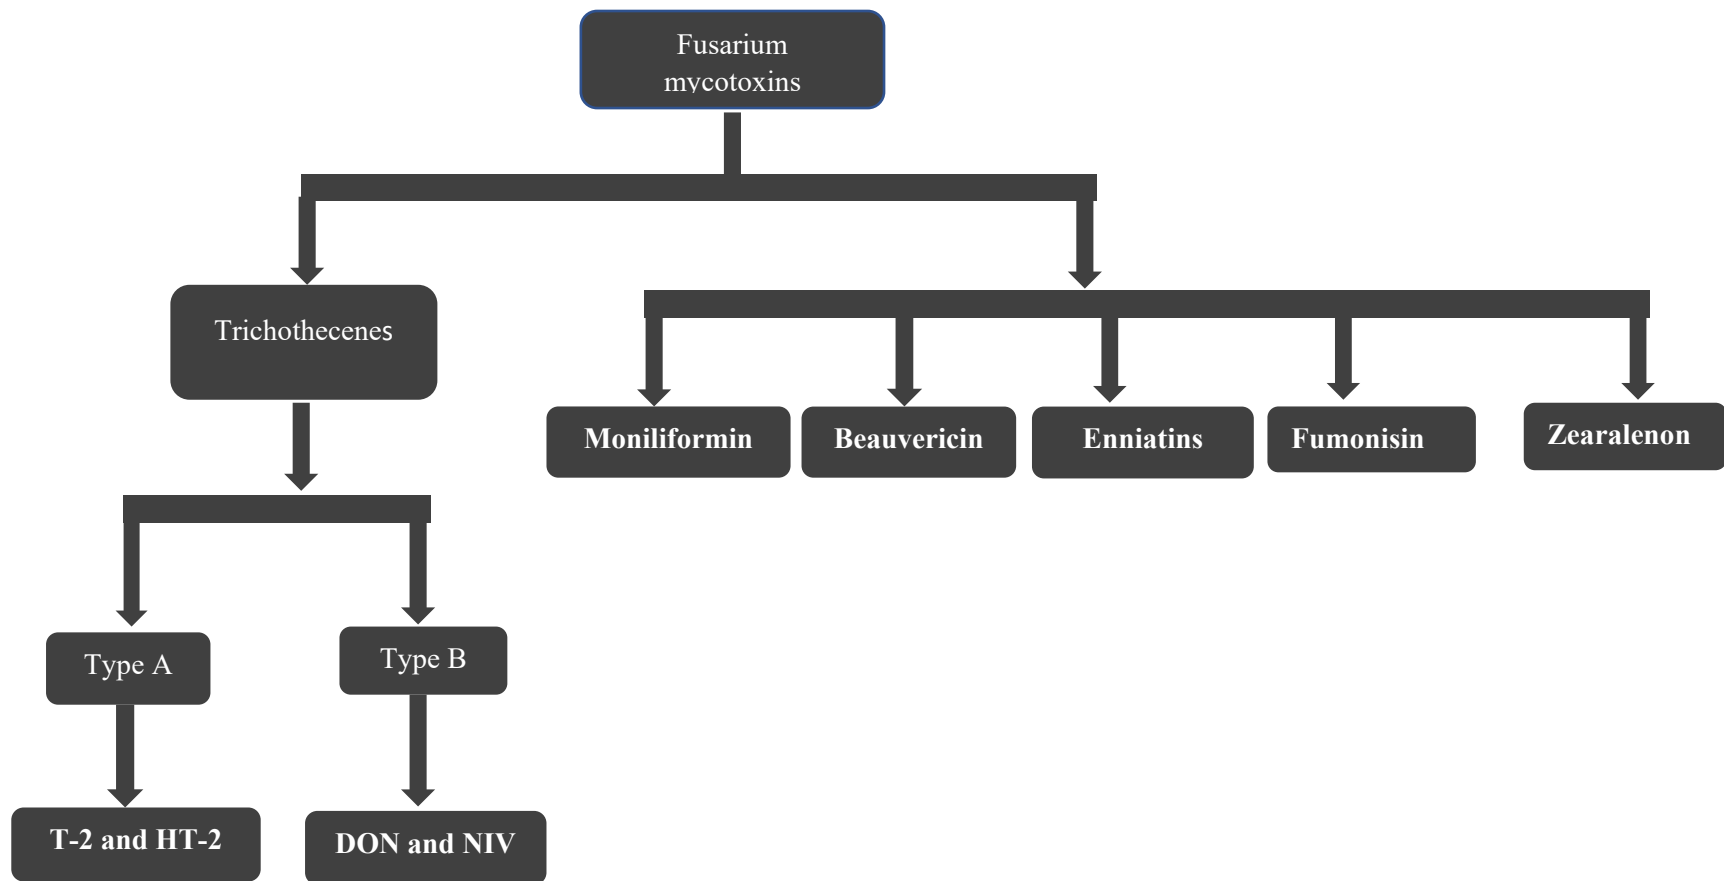 Fusarium
mycotoxins
Trichothecenes
Moniliformin
Beauvericin
Enniatins
Fumonisin
Zearalenon
Type A
Type B
T-2 and HT-2
DON and NIV